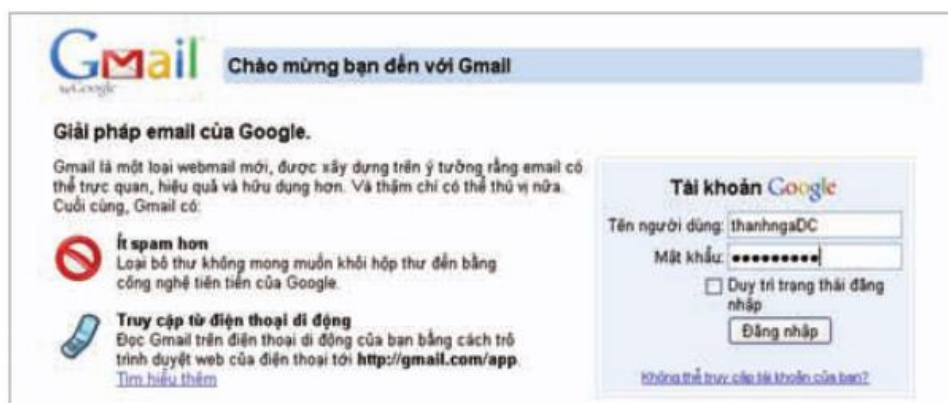 Gmail
by Google
Chào mừng bạn đến với Gmail
Giải pháp email của Google.
Gmail là một loại webmail mới, được xây dựng trên ý tưởng rằng email có
thể trực quan, hiệu quả và hữu dụng hơn. Và thậm chí có thể thú vị nữa.
Cuối cùng, Gmail có:
Ít spam hơn
Loại bỏ thư không mong muốn khỏi hộp thư đến bằng
công nghệ tiên tiến của Google.
Truy cập từ điện thoại di động
Đọc Gmail trên điện thoại di động của bạn bằng cách trỏ
trình duyệt web của điện thoại tới http://gmail.com/app.
Tìm hiểu thêm
Tài khoản Google
Tên người dùng: thanhngaDC
Mật khẩu: •••••••••
Duy trì trạng thái đăng
nhập
Đăng nhập
Không thể truy cập tài khoản của bạn?